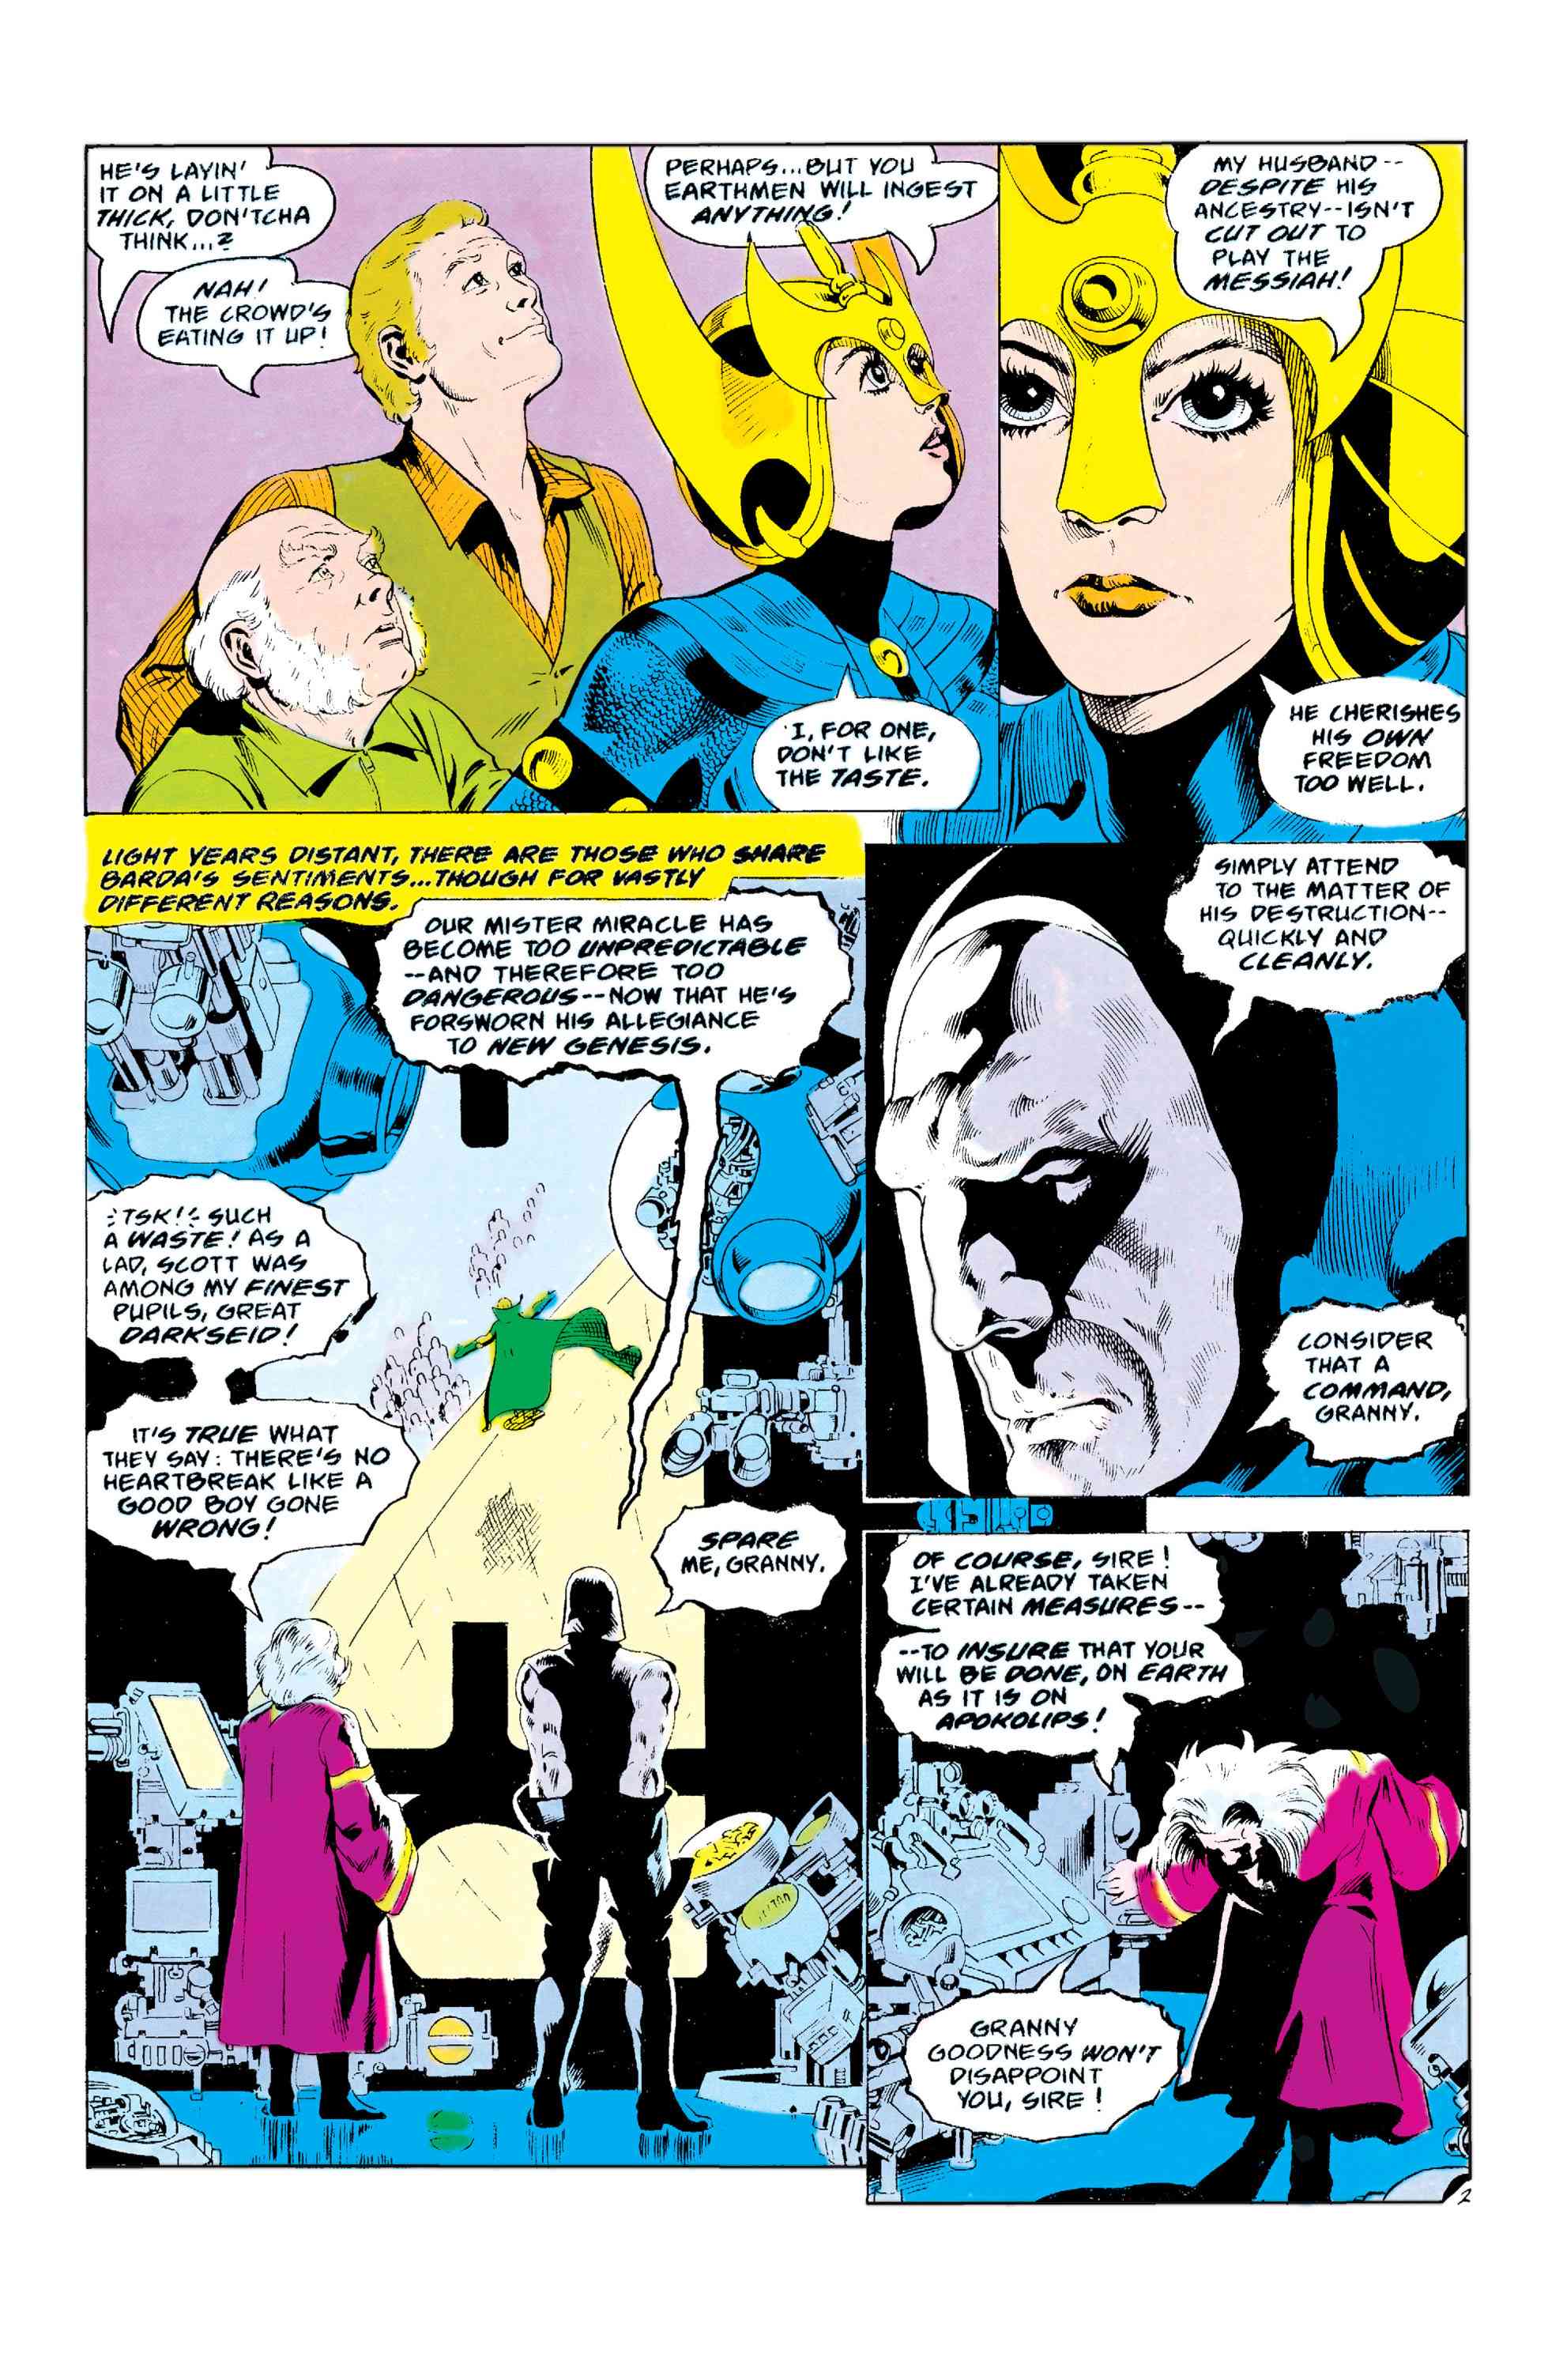 HE'S LAYIN'
IT ON A LITTLE
THICK, DON'TCHA
THINK...?
NAH!
THE CROWD'S
EATING IT UP!
PERHAPS...BUT YOU
EARTHMEN WILL INGEST
ANYTHING!
I, FOR ONE,
DON'T LIKE
THE TASTE.
MY HUSBAND--
DESPITE HIS
ANCESTRY--ISN'T
CUT OUT TO
PLAY THE
MESSIAH!
HE CHERISHES
HIS OWN
FREEDOM
TOO WELL.
LIGHT YEARS DISTANT, THERE ARE THOSE WHO SHARE
BARDA'S SENTIMENTS...THOUGH FOR VASTLY
DIFFERENT REASONS.
OUR MISTER MIRACLE HAS
BECOME TOO UNPREDICTABLE
--AND THEREFORE TOO
DANGEROUS--NOW THAT HE'S
FORSWORN HIS ALLEGIANCE
TO NEW GENESIS.
TSK! SUCH
A WASTE! AS A
LAD, SCOTT WAS
AMONG MY FINEST
PUPILS, GREAT
DARKSEID!
IT'S TRUE WHAT
THEY SAY: THERE'S NO
HEARTBREAK LIKE A
GOOD BOY GONE
WRONG!
SPARE
ME, GRANNY.
SIMPLY ATTEND
TO THE MATTER OF
HIS DESTRUCTION--
QUICKLY AND
CLEANLY.
CONSIDER
THAT A
COMMAND,
GRANNY.
OF COURSE, SIRE!
I'VE ALREADY TAKEN
CERTAIN MEASURES--
--TO INSURE THAT YOUR
WILL BE DONE, ON EARTH
AS IT IS ON
APOKOLIPS!
GRANNY
GOODNESS WON'T
DISAPPOINT
YOU, SIRE!
2